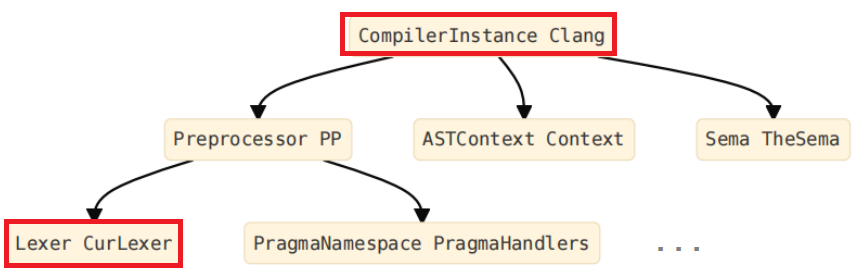 CompilerInstance Clang
Preprocessor PP
ASTContext Context
Sema TheSema
Lexer CurLexer
PragmaNamespace PragmaHandlers
...